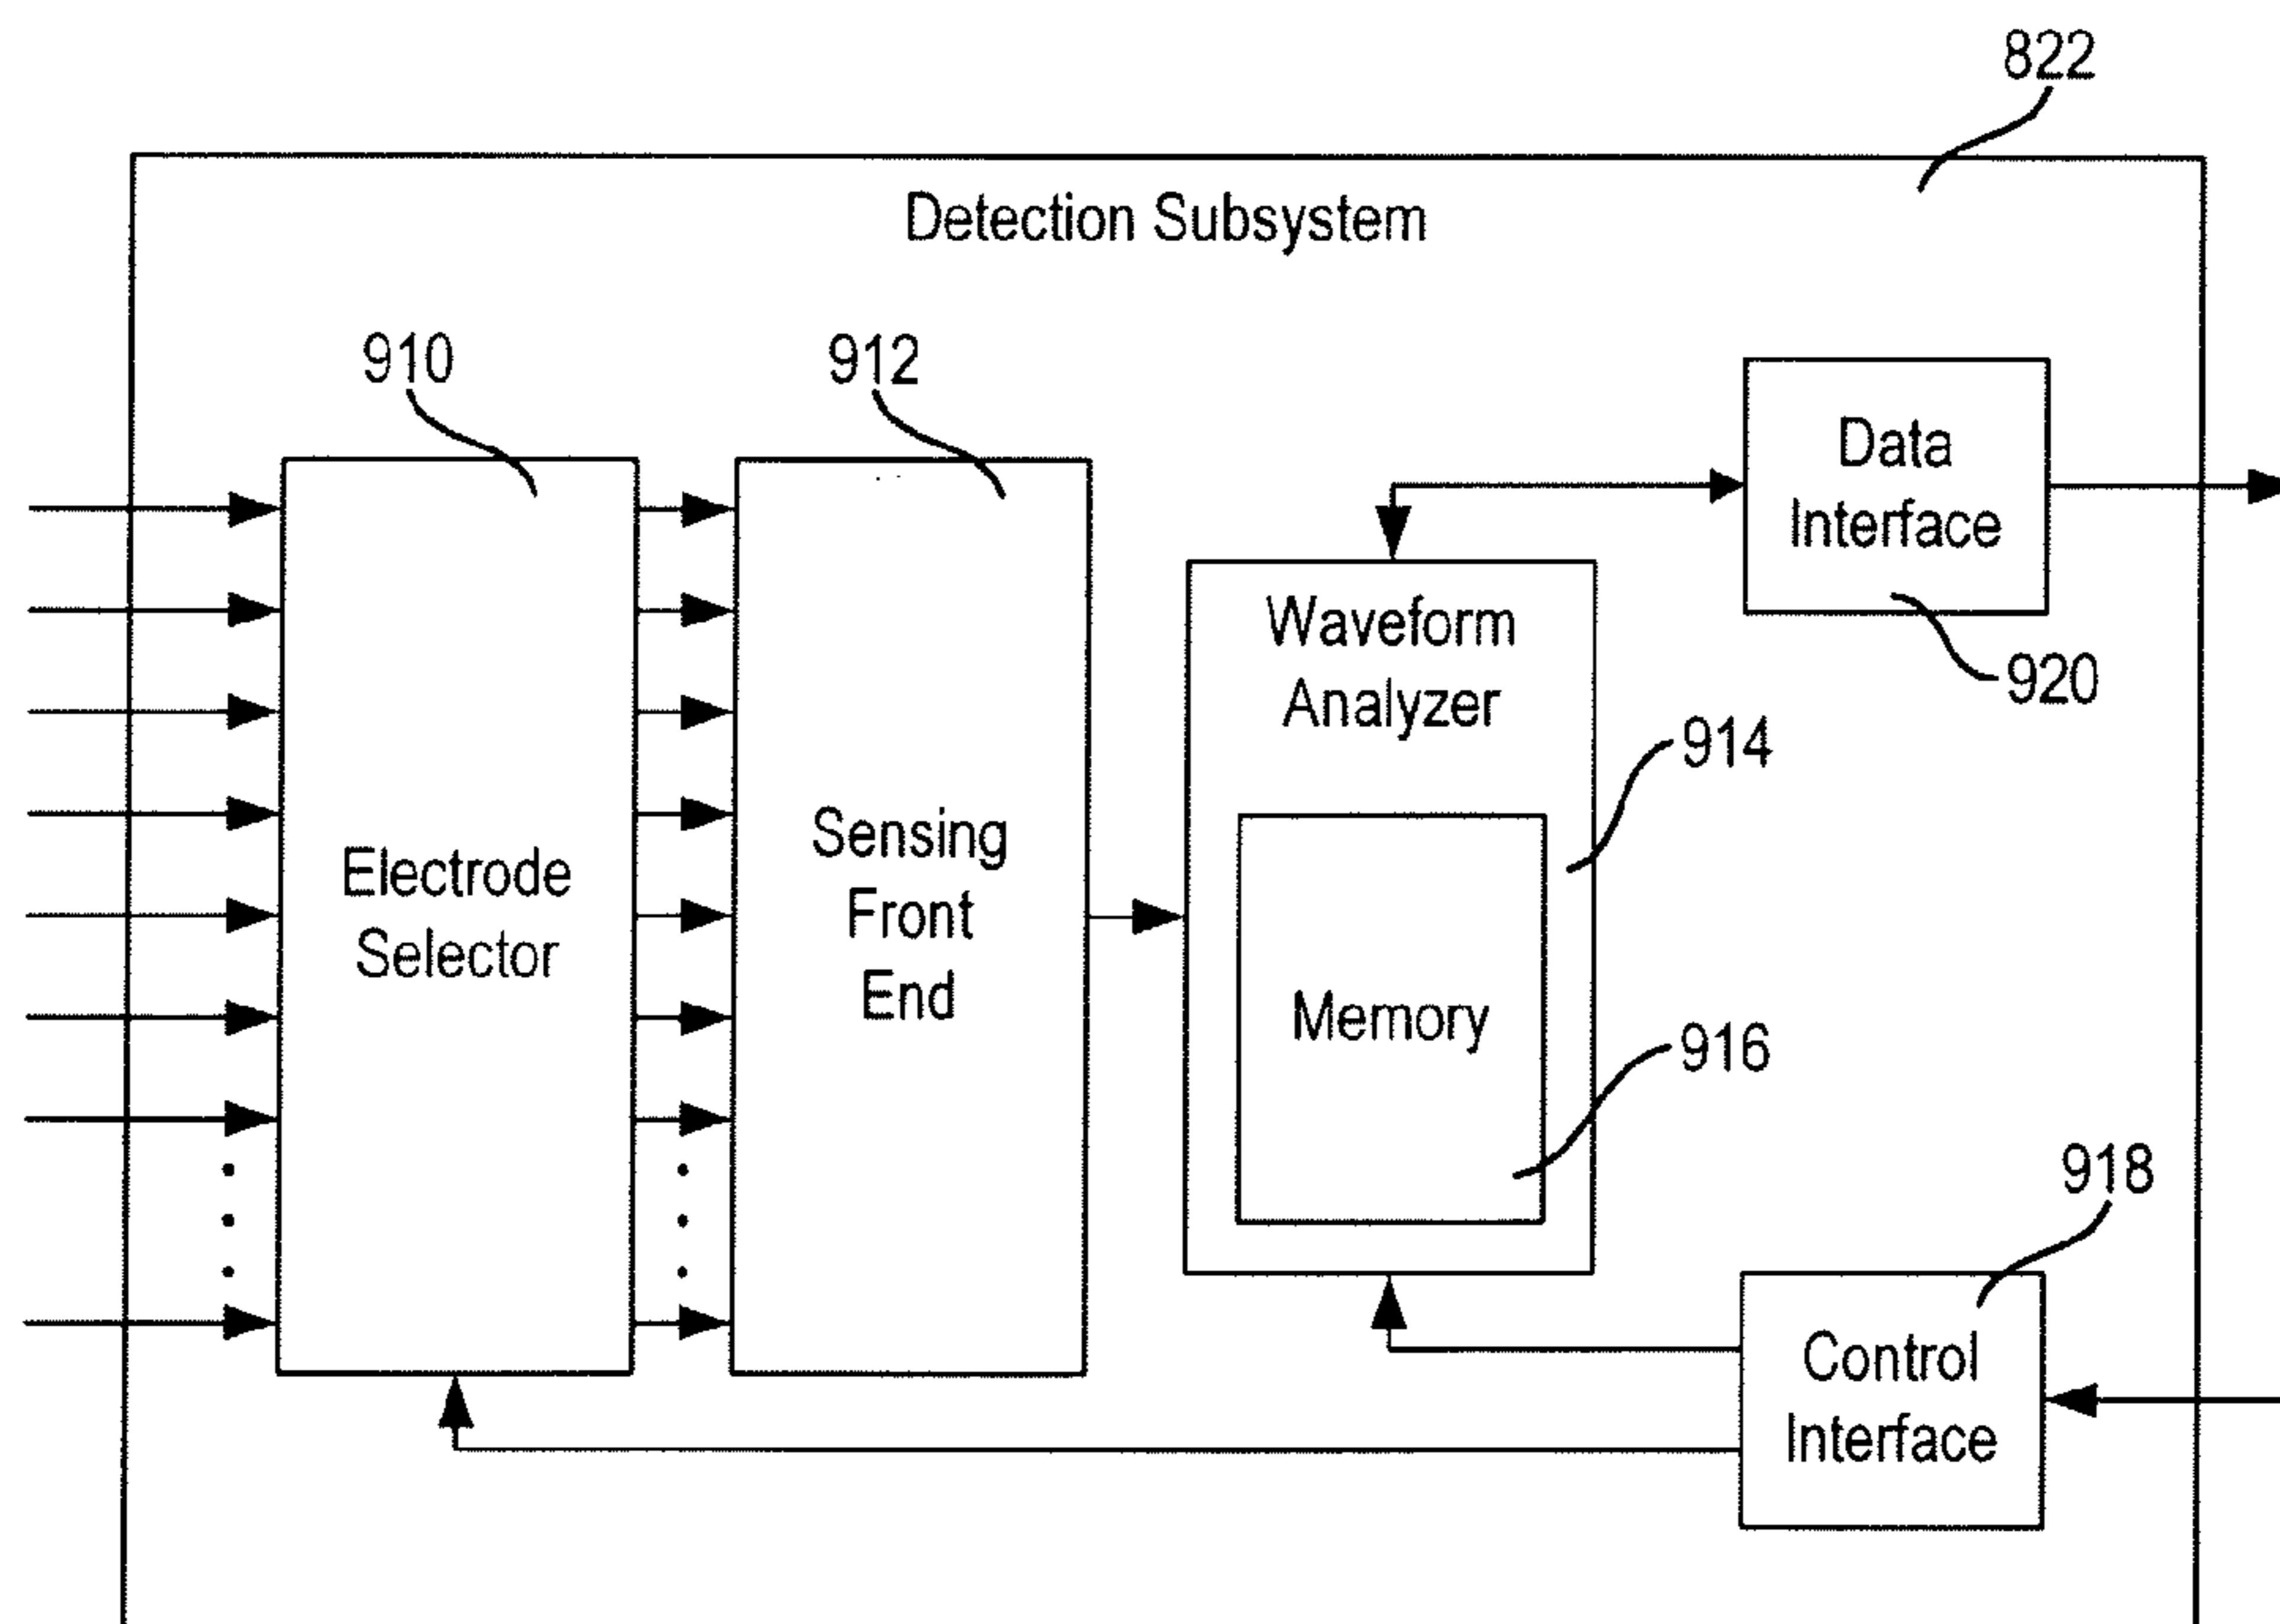 822
Detection Subsystem
910
912
Data
Interface
920
Waveform
Analyzer
914
Electrode
Selector
Sensing
Front
End
Memory
916
918
Control
Interface